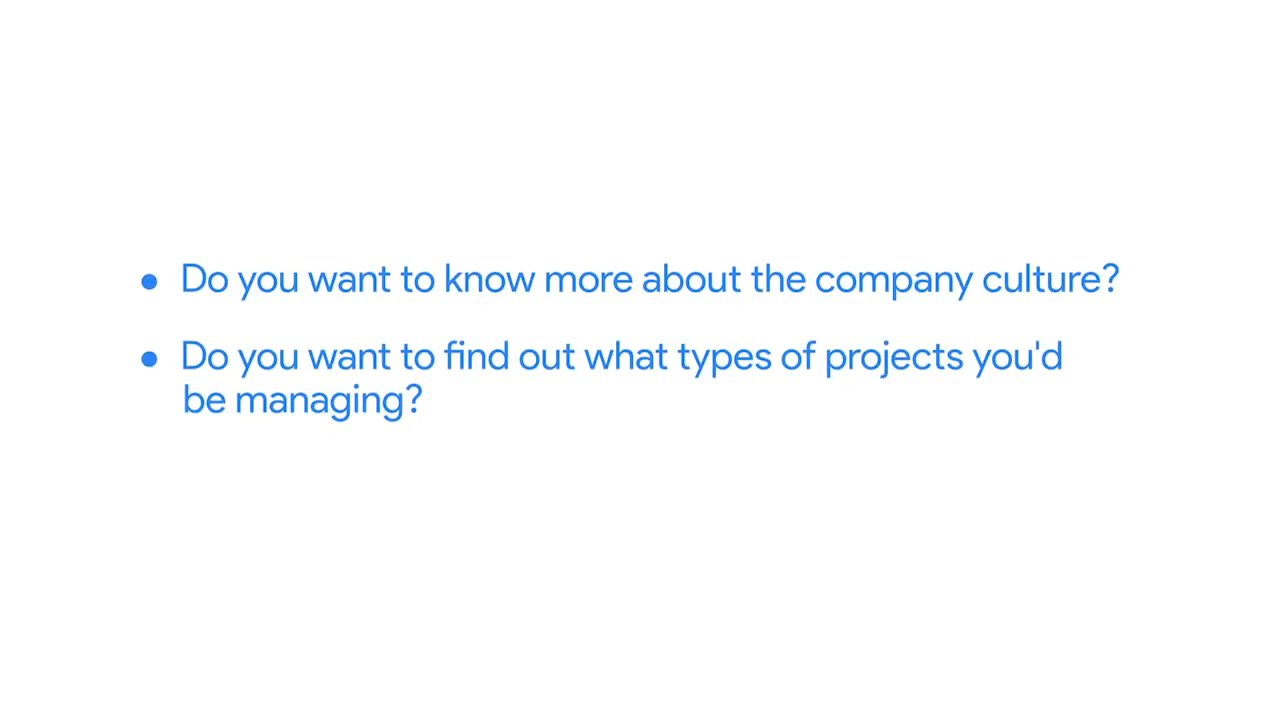 • Do you want to know more about the company culture?
• Do you want to find out what types of projects you'd
be managing?